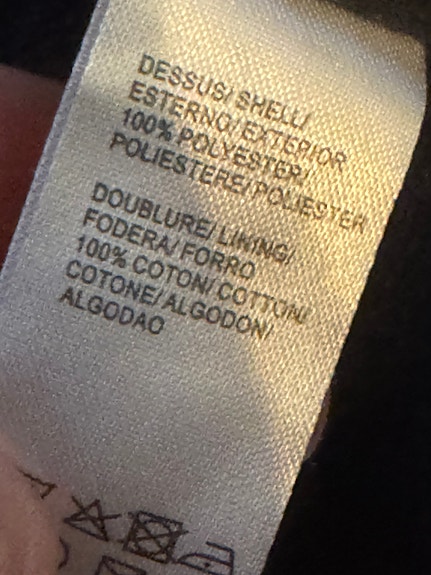 DESSUS/ SHELL/
ESTERNO/ EXTERIOR
100% POLYESTER/
POLIESTERE/ POLIESTER
DOUBLURE/ LINING/
FODERA/ FORRO
100% COTON/ COTTON/
COTONE/ ALGODON/
ALGODAO